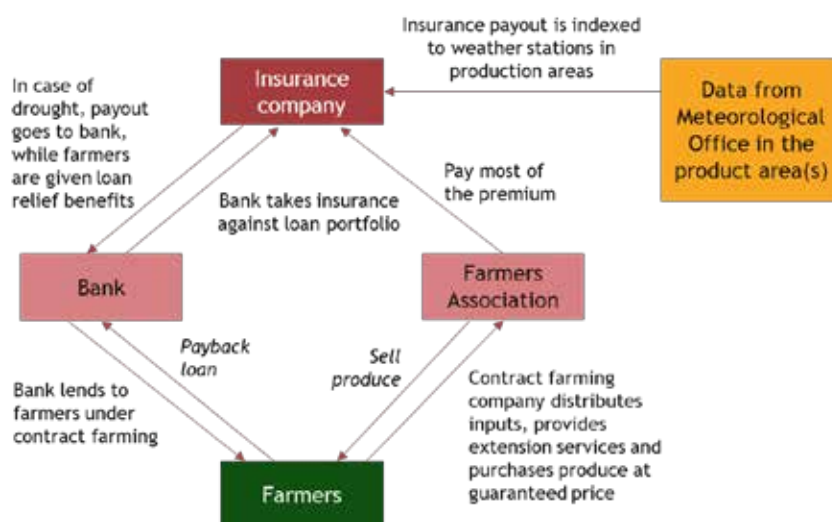 Insurance payout is indexed
to weather stations in
production areas
In case of
drought, payout
goes to bank,
while farmers
are given loan
relief benefits
Insurance
company
Data from
Meteorological
Office in the
product area(s)
Bank takes insurance
against loan portfolio
Pay most of
the premium
Bank
Farmers
Association
Payback
loan
Sell
produce
Bank lends to
farmers under
contract farming
Contract farming
company distributes
inputs, provides
extension services and
purchases produce at
guaranteed price
Farmers